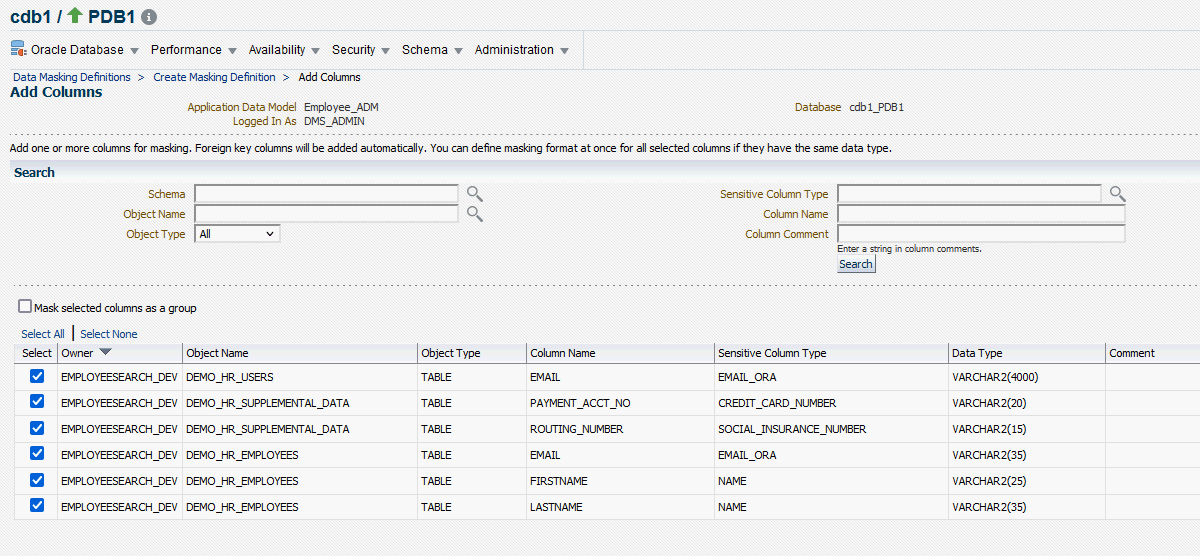 cdb1 / PDB1
Oracle Database Performance Availability Security Schema Administration
Data Masking Definitions > Create Masking Definition > Add Columns
Add Columns
Application Data Model Employee_ADM Database cdb1_PDB1
Logged In As DMS_ADMIN
Add one or more columns for masking. Foreign key columns will be added automatically. You can define masking format at once for all selected columns if they have the same data type.
Search
Schema Sensitive Column Type
Object Name Column Name
Object Type All Column Comment
Enter a string in column comments.
Search
Mask selected columns as a group
Select All | Select None
Select Owner Object Name Object Type Column Name Sensitive Column Type Data Type Comment
EMPLOYEESEARCH_DEV DEMO_HR_USERS TABLE EMAIL EMAIL_ORA VARCHAR2(4000)
EMPLOYEESEARCH_DEV DEMO_HR_SUPPLEMENTAL_DATA TABLE PAYMENT_ACCT_NO CREDIT_CARD_NUMBER VARCHAR2(20)
EMPLOYEESEARCH_DEV DEMO_HR_SUPPLEMENTAL_DATA TABLE ROUTING_NUMBER SOCIAL_INSURANCE_NUMBER VARCHAR2(15)
EMPLOYEESEARCH_DEV DEMO_HR_EMPLOYEES TABLE EMAIL EMAIL_ORA VARCHAR2(35)
EMPLOYEESEARCH_DEV DEMO_HR_EMPLOYEES TABLE FIRSTNAME NAME VARCHAR2(25)
EMPLOYEESEARCH_DEV DEMO_HR_EMPLOYEES TABLE LASTNAME NAME VARCHAR2(35)